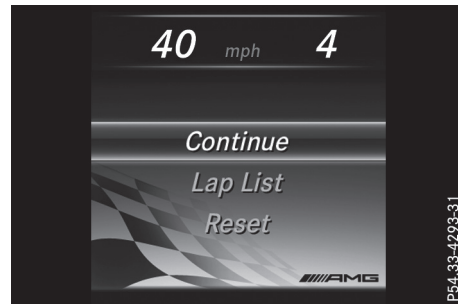 40 mph 4
Continue
Lap List
Reset
AMG
P54.33-4293-31